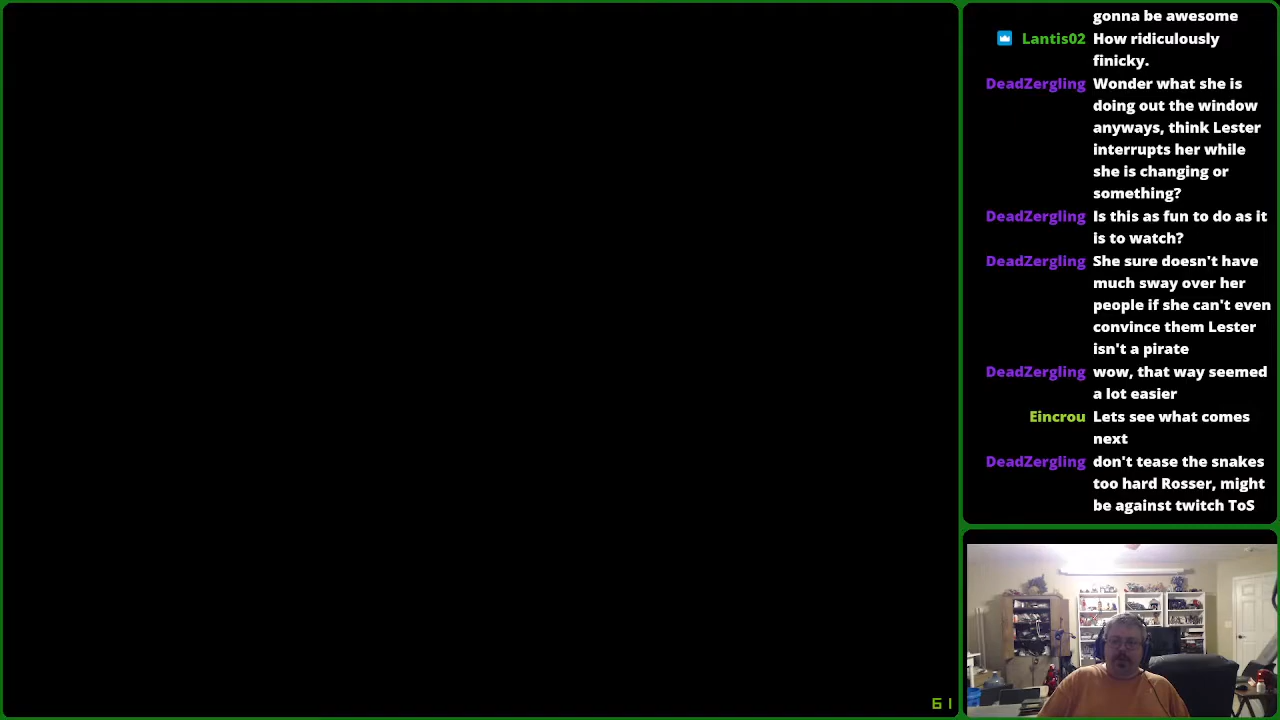 gonna be awesome
Lantis02 How ridiculously
finicky.
DeadZergling Wonder what she is
doing out the window
anyways, think Lester
interrupts her while
she is changing or
something?
DeadZergling Is this as fun to do as it
is to watch?
DeadZergling She sure doesn't have
much sway over her
people if she can't even
convince them Lester
isn't a pirate
DeadZergling wow, that way seemed
a lot easier
Eincrou Lets see what comes
next
DeadZergling don't tease the snakes
too hard Rosser, might
be against twitch ToS
61